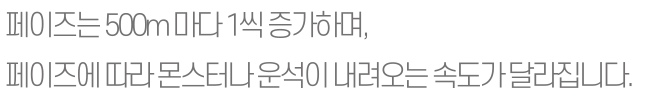 페이즈는 500m 마다 1씩 증가하며,
페이즈에 따라 몬스터나 운석이 내려오는 속도가 달라집니다.